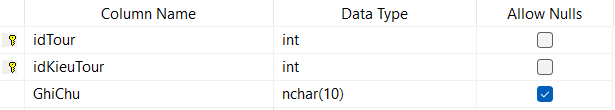 Column Name Data Type Allow Nulls
idTour int
idKieuTour int
GhiChu nchar(10)